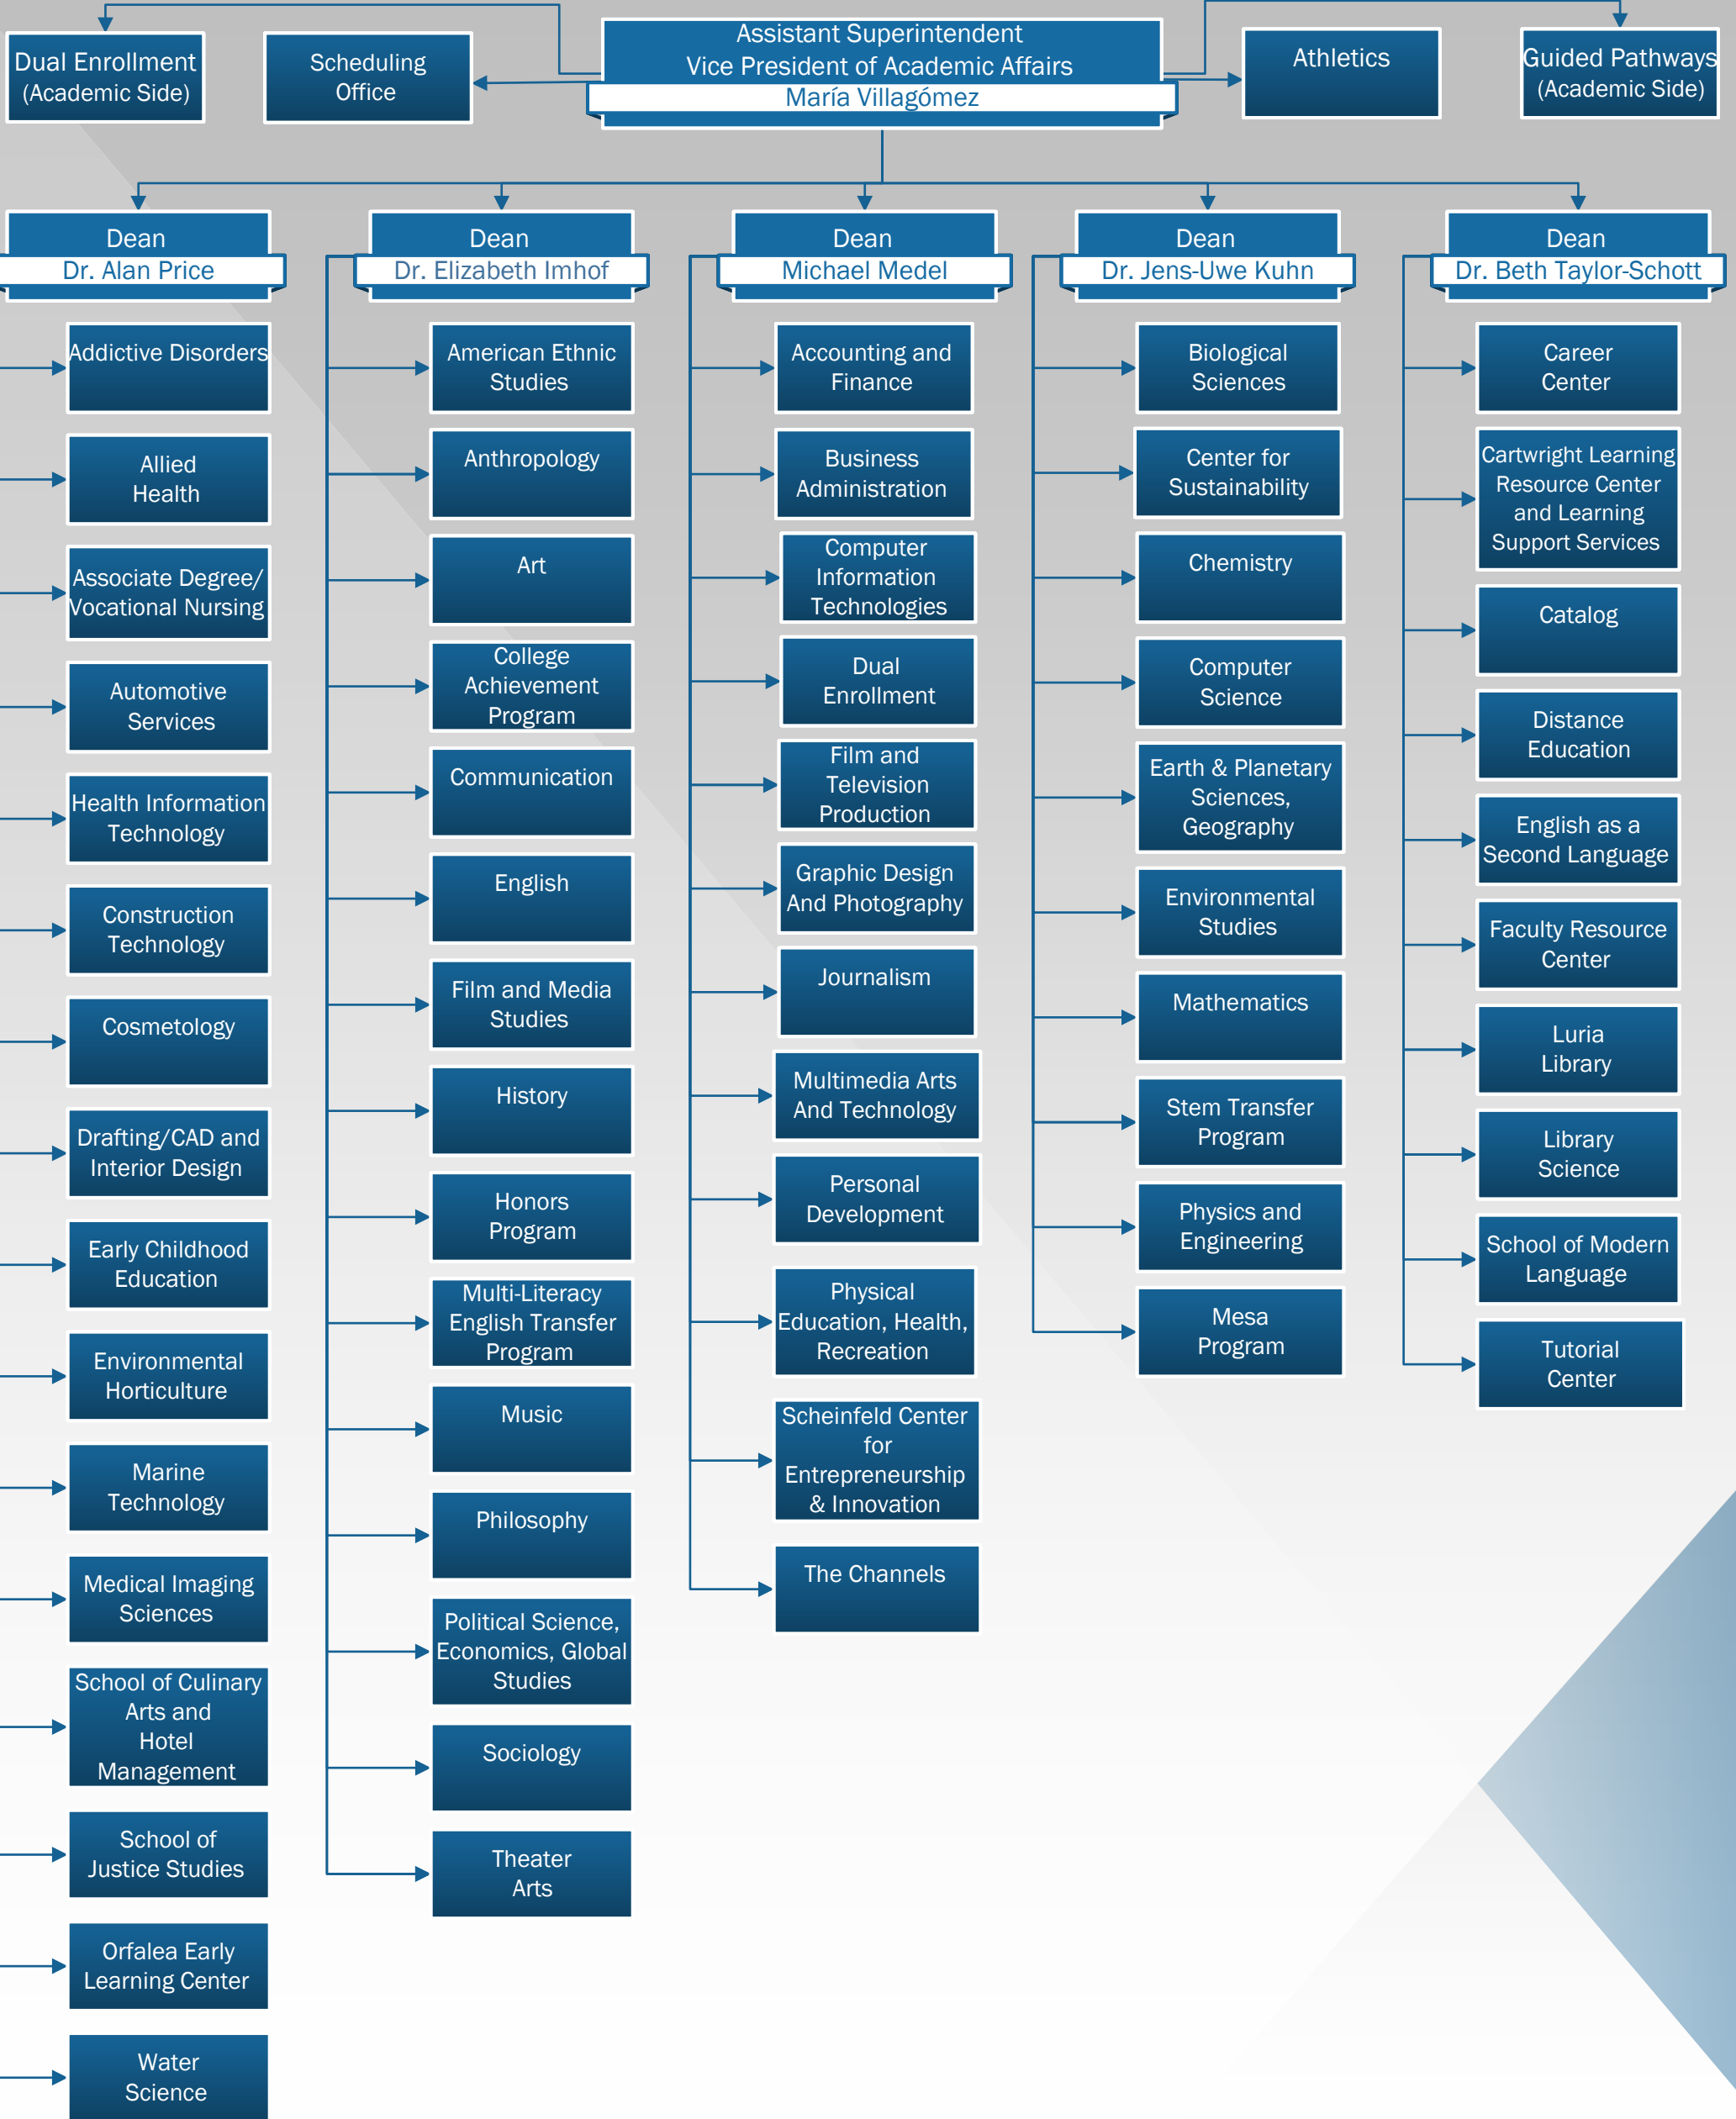 Dual Enrollment
(Academic Side)
Scheduling
Office
Assistant Superintendent
Vice President of Academic Affairs
María Villagómez
Athletics
Guided Pathways
(Academic Side)
Dean
Dr. Alan Price
Addictive Disorders
Allied
Health
Associate Degree/
Vocational Nursing
Automotive
Services
Health Information
Technology
Construction
Technology
Cosmetology
Drafting/CAD and
Interior Design
Early Childhood
Education
Environmental
Horticulture
Marine
Technology
Medical Imaging
Sciences
School of Culinary
Arts and
Hotel
Management
School of
Justice Studies
Orfalea Early
Learning Center
Water
Science
Dean
Dr. Elizabeth Imhof
American Ethnic
Studies
Anthropology
Art
College
Achievement
Program
Communication
English
Film and Media
Studies
History
Honors
Program
Multi-Literacy
English Transfer
Program
Music
Philosophy
Political Science,
Economics, Global
Studies
Sociology
Theater
Arts
Dean
Michael Medel
Accounting and
Finance
Business
Administration
Computer
Information
Technologies
Dual
Enrollment
Film and
Television
Production
Graphic Design
And Photography
Journalism
Multimedia Arts
And Technology
Personal
Development
Physical
Education, Health,
Recreation
Scheinfeld Center
for
Entrepreneurship
& Innovation
The Channels
Dean
Dr. Jens-Uwe Kuhn
Biological
Sciences
Center for
Sustainability
Chemistry
Computer
Science
Earth & Planetary
Sciences,
Geography
Environmental
Studies
Mathematics
Stem Transfer
Program
Physics and
Engineering
Mesa
Program
Dean
Dr. Beth Taylor-Schott
Career
Center
Cartwright Learning
Resource Center
and Learning
Support Services
Catalog
Distance
Education
English as a
Second Language
Faculty Resource
Center
Luria
Library
Library
Science
School of Modern
Language
Tutorial
Center